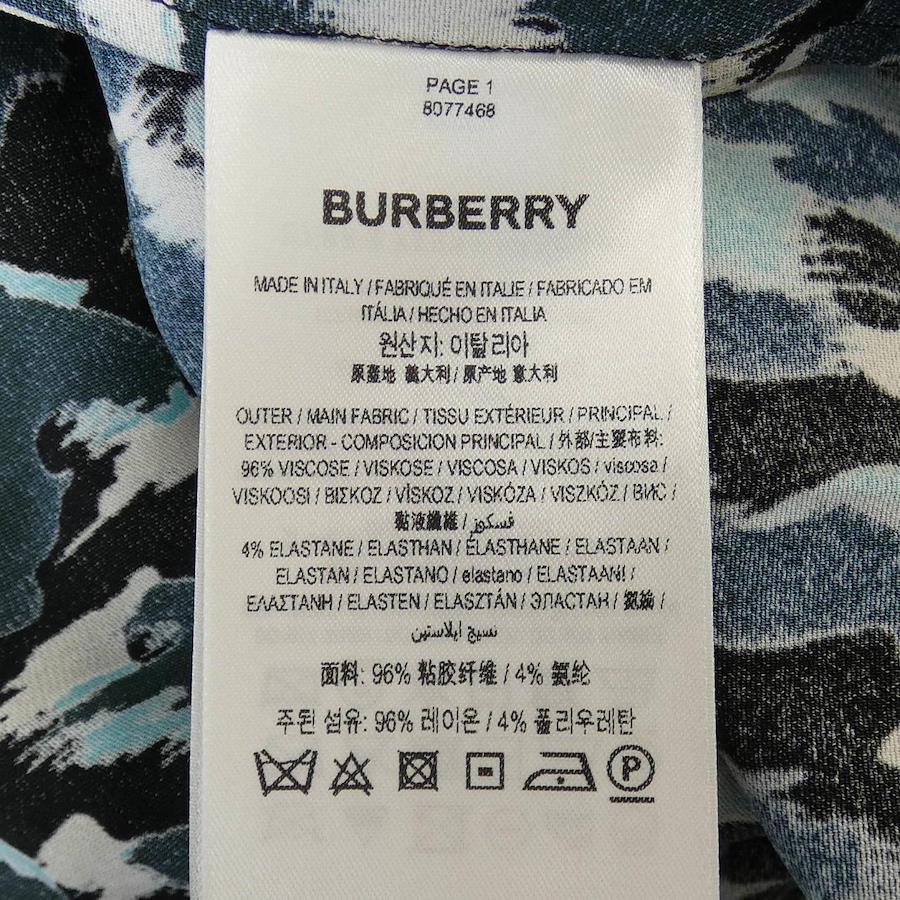 PAGE 1
8077468
BURBERRY
MADE IN ITALY / FABRIQUÉ EN ITALIE / FABRICADO EM
ITÁLIA / HECHO EN ITALIA
원산지: 이탈리아
原產地 義大利 / 原产地 意大利
OUTER / MAIN FABRIC / TISSU EXTÉRIEUR / PRINCIPAL /
EXTERIOR - COMPOSICION PRINCIPAL / 外部/主要布料:
96% VISCOSE / VISKOSE / VISCOSA / VISKOS / viscosa /
VISKOOSI / ΒΙΣΚΟΖ / VİSKOZ / VISKÓZA / VISZKÓZ / ВИС /
黏液纖維 / فسكوز
4% ELASTANE / ELASTHAN / ÉLASTHANE / ELASTAAN /
ELASTAN / ELASTANO / elastano / ELASTAANI /
ΕΛΑΣΤΑΝΗ / ELASTEN / ELASZTÁN / ЭЛАСТАН / 氨綸 /
نسيج ايلاستين
面料: 96% 粘胶纤维 / 4% 氨纶
주된 섬유: 96% 레이온 / 4% 폴리우레탄
P